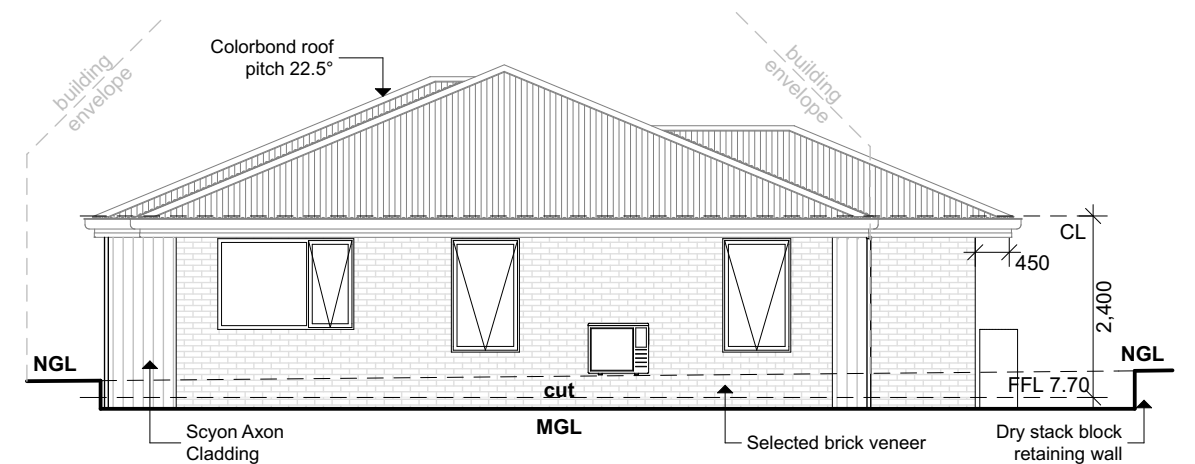 Colorbond roof
pitch 22.5°
building
envelope
building
envelope
CL
450
2,400
NGL
NGL
cut
FFL 7.70
MGL
Scyon Axon
Cladding
Selected brick veneer
Dry stack block
retaining wall